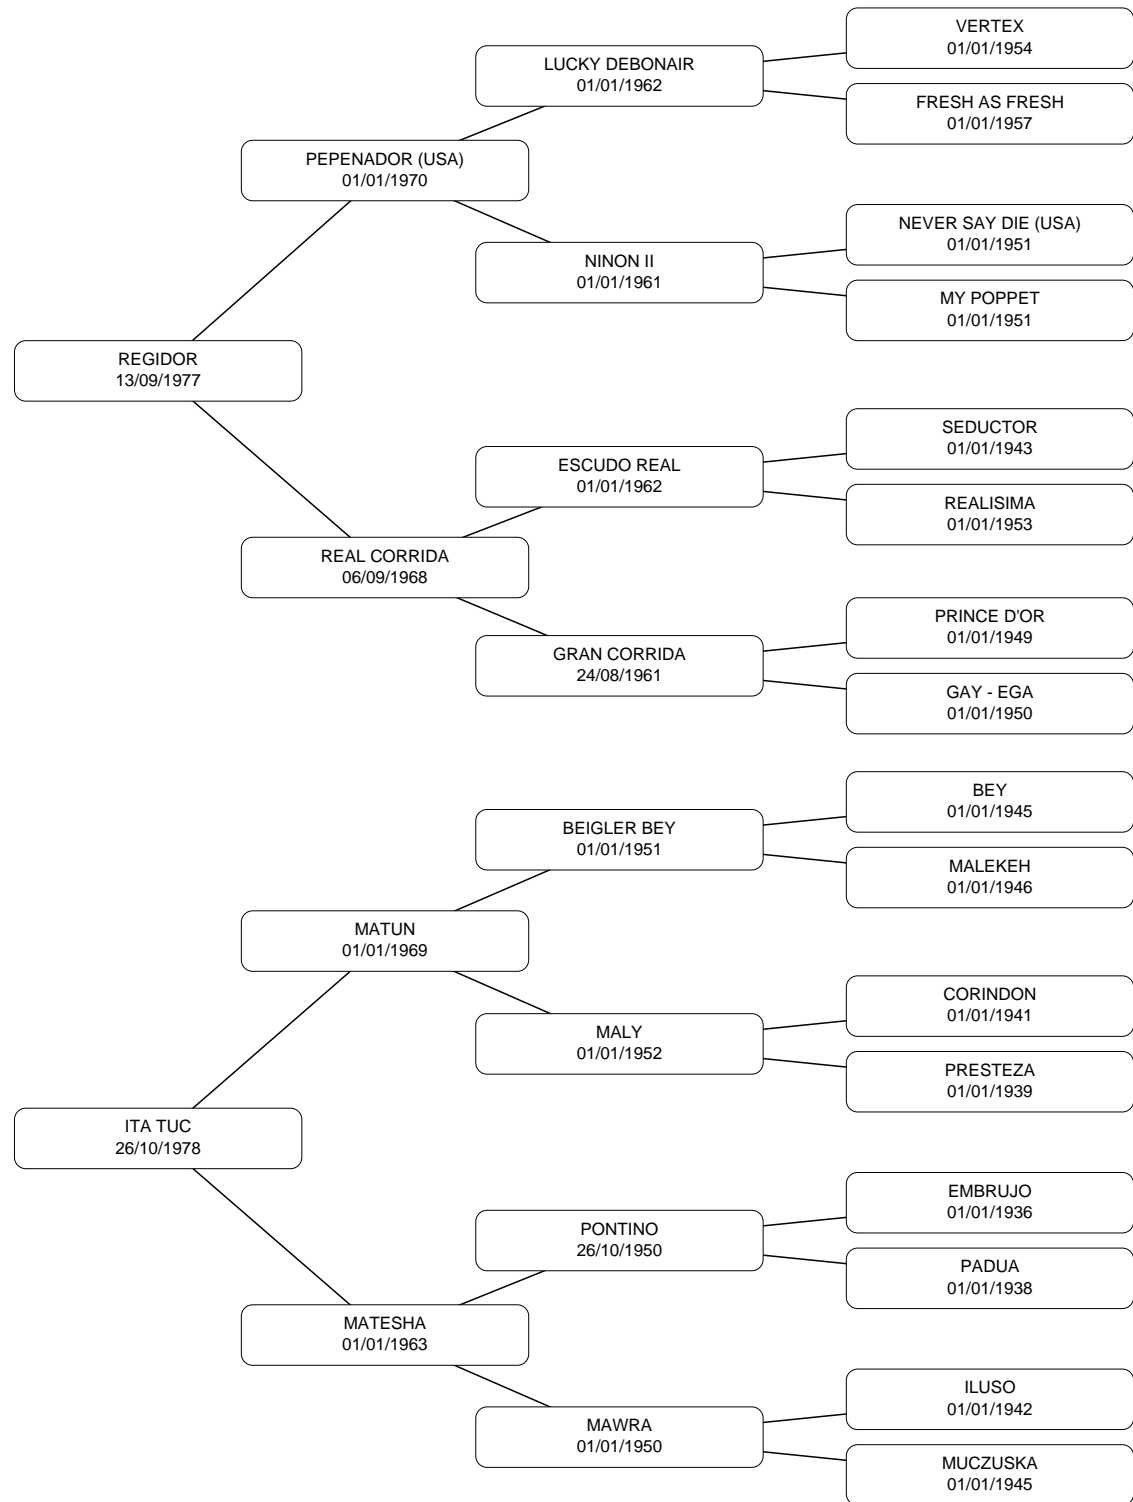 VERTEX
01/01/1954
LUCKY DEBONAIR
01/01/1962
FRESH AS FRESH
01/01/1957
PEPENADOR (USA)
01/01/1970
NEVER SAY DIE (USA)
01/01/1951
NINON II
01/01/1961
MY POPPET
01/01/1951
REGIDOR
13/09/1977
SEDUCTOR
01/01/1943
ESCUDO REAL
01/01/1962
REALISIMA
01/01/1953
REAL CORRIDA
06/09/1968
PRINCE D'OR
01/01/1949
GRAN CORRIDA
24/08/1961
GAY - EGA
01/01/1950
BEY
01/01/1945
BEIGLER BEY
01/01/1951
MALEKEH
01/01/1946
MATUN
01/01/1969
CORINDON
01/01/1941
MALY
01/01/1952
PRESTEZA
01/01/1939
ITA TUC
26/10/1978
EMBRUJO
01/01/1936
PONTINO
26/10/1950
PADUA
01/01/1938
MATESHA
01/01/1963
ILUSO
01/01/1942
MAWRA
01/01/1950
MUCZUSKA
01/01/1945